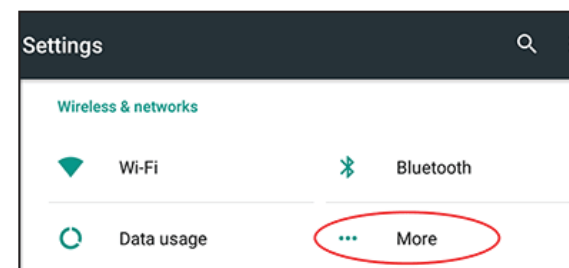 Settings
Wireless & networks
Wi-Fi
Bluetooth
Data usage
More